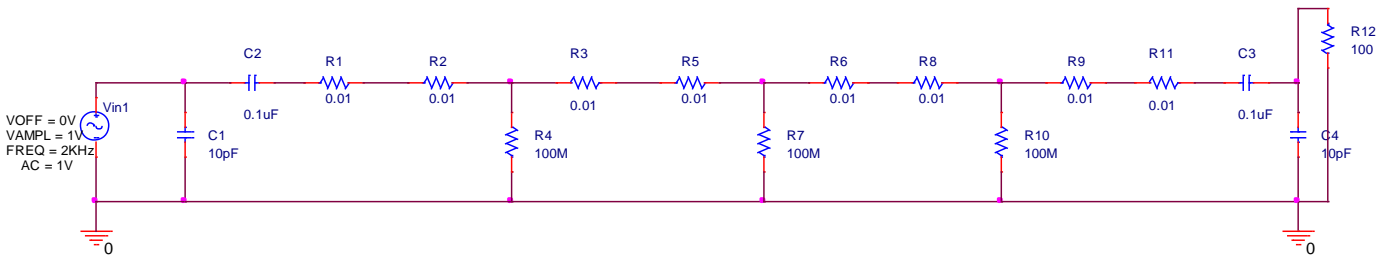 R12
100
C2
0.1uF
R1
0.01
R2
0.01
R3
0.01
R5
0.01
R6
0.01
R8
0.01
R9
0.01
R11
0.01
C3
0.1uF
Vin1
VOFF = 0V
VAMPL = 1V
FREQ = 2KHz
AC = 1V
C1
10pF
R4
100M
R7
100M
R10
100M
C4
10pF
0
0